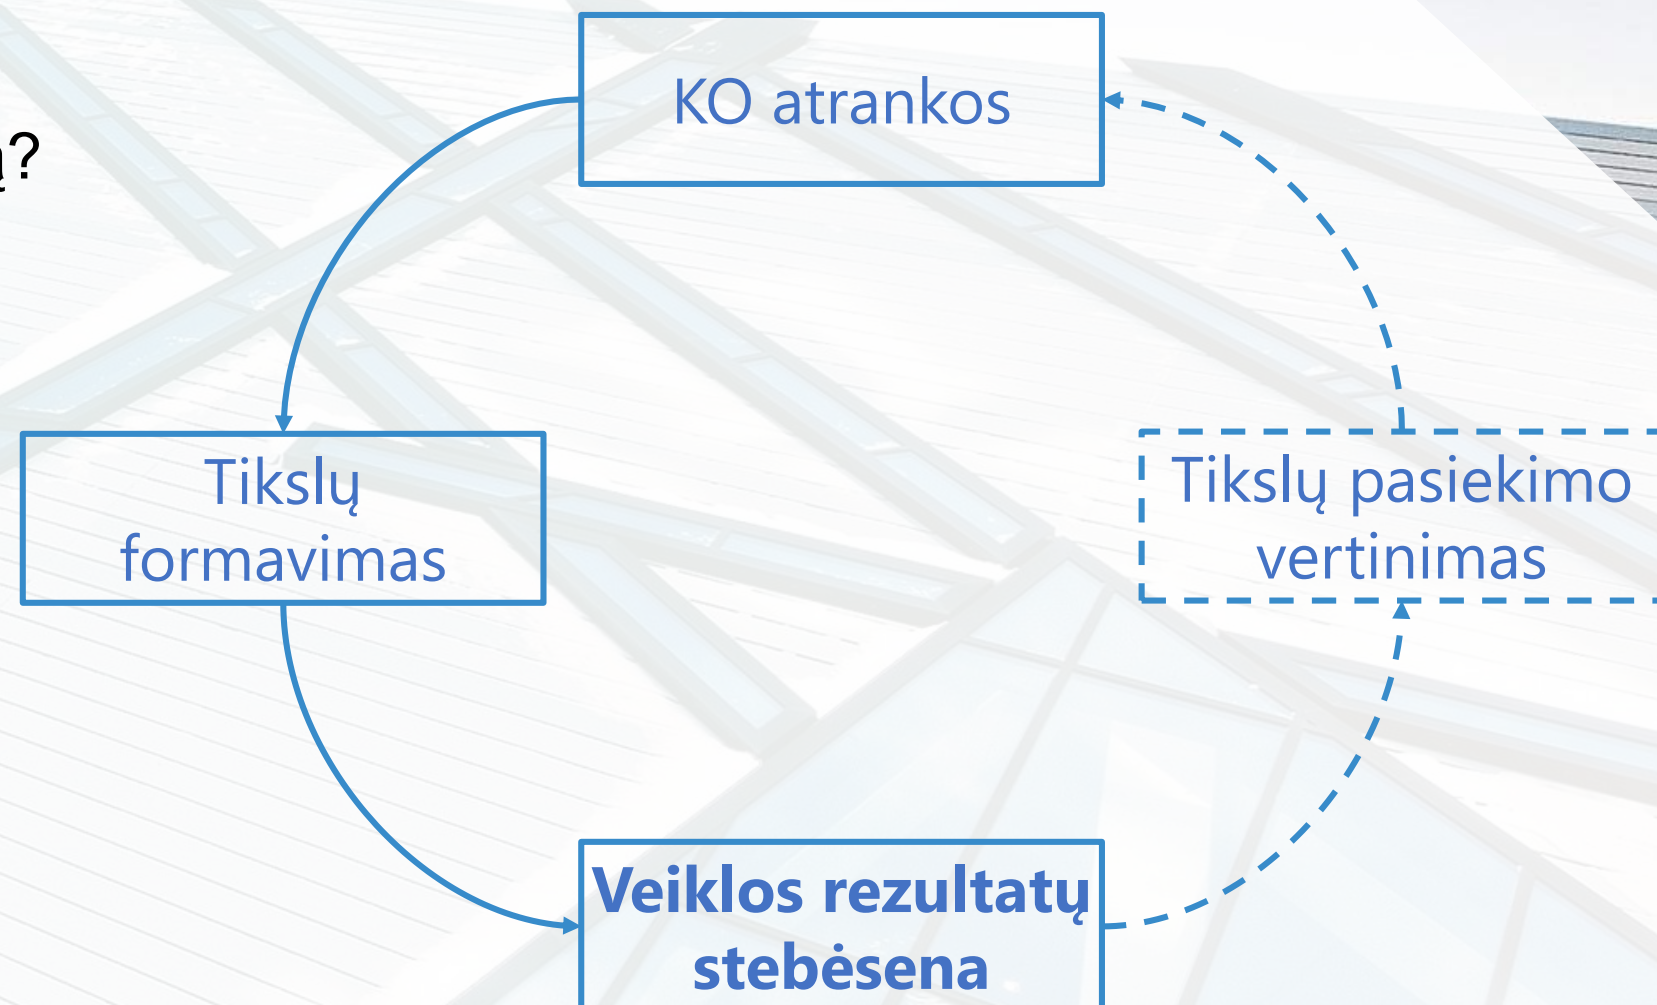 KO atrankos
ą?
Tikslų
formavimas
Tikslų pasiekimo
vertinimas
Veiklos rezultatų
stebėsena